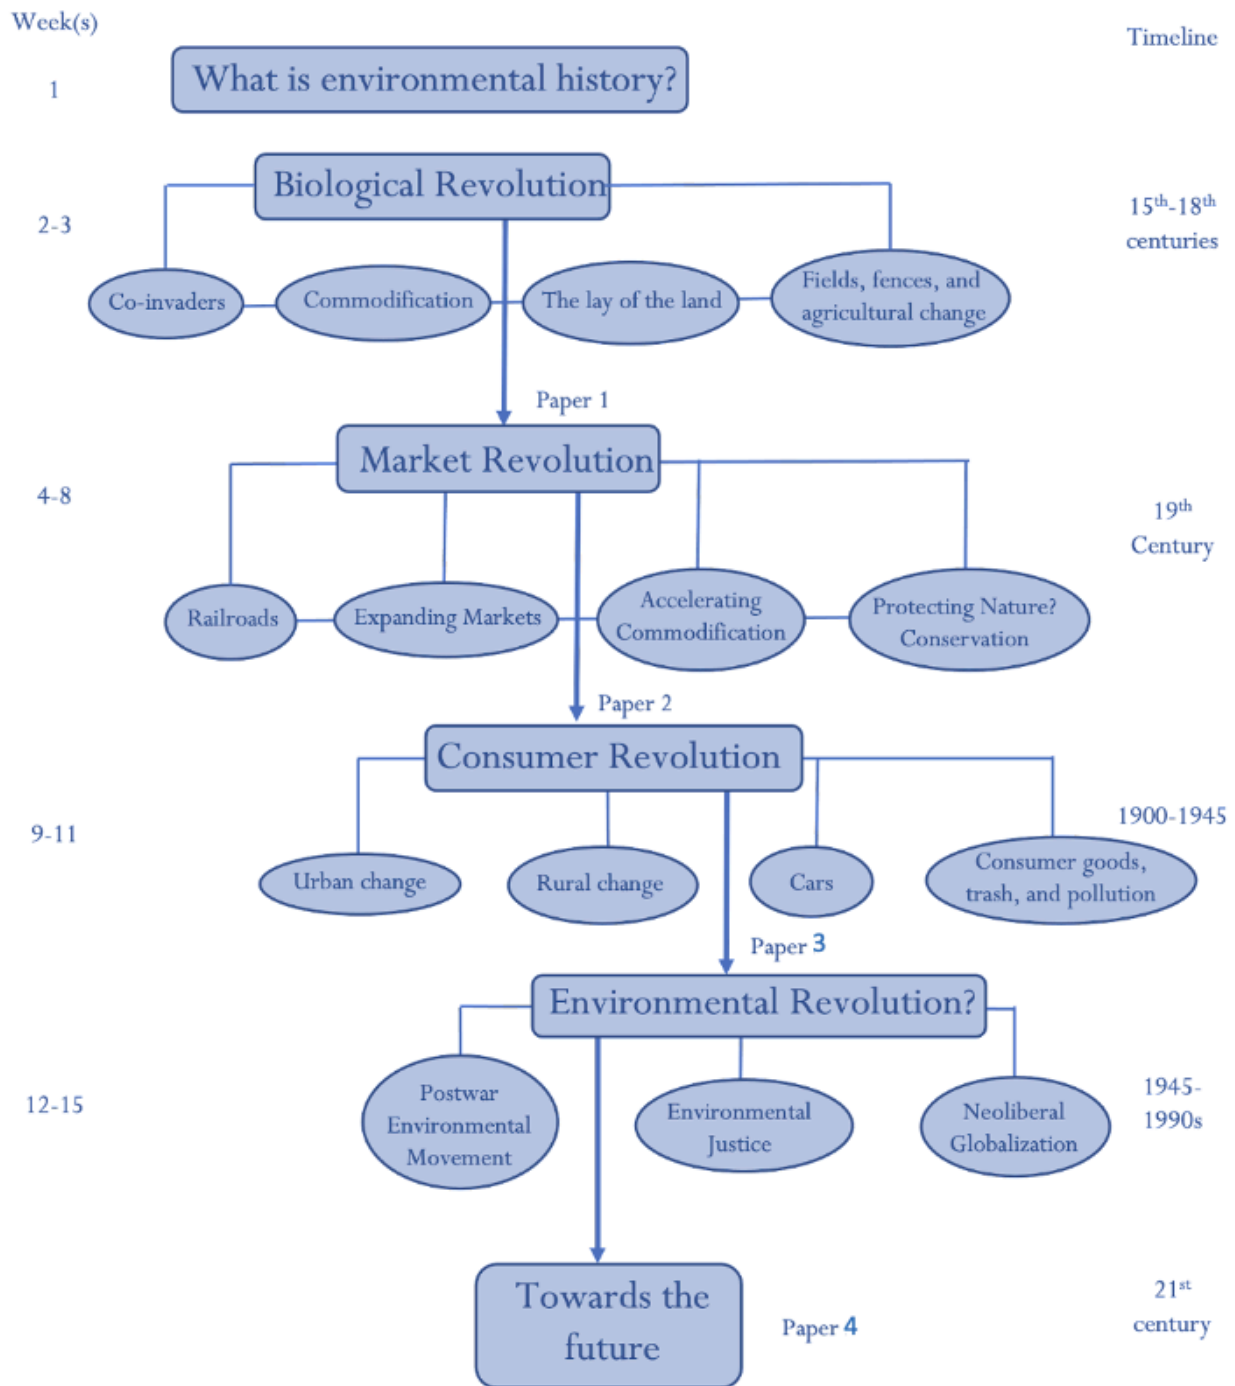 Week(s)
Timeline
What is environmental history?
1
Biological Revolution
2-3
15th-18th
centuries
Co-invaders
Commodification
The lay of the land
Fields, fences, and
agricultural change
Paper 1
Market Revolution
4-8
19th
Century
Railroads
Expanding Markets
Accelerating
Commodification
Protecting Nature?
Conservation
Paper 2
Consumer Revolution
9-11
1900-1945
Urban change
Rural change
Cars
Consumer goods,
trash, and pollution
Paper 3
Environmental Revolution?
12-15
1945-
1990s
Postwar
Environmental
Movement
Environmental
Justice
Neoliberal
Globalization
Towards the
future
Paper 4
21st
century